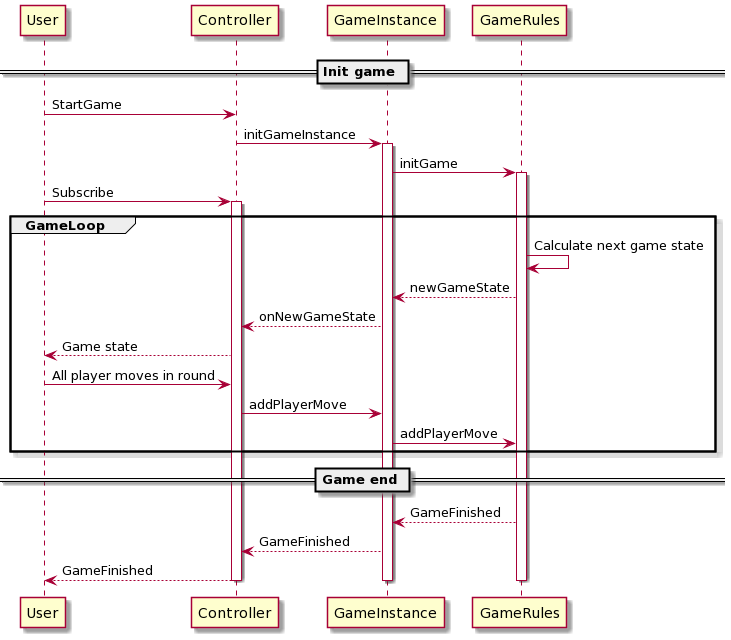 User Controller GameInstance GameRules
Init game
StartGame
initGameInstance
initGame
Subscribe
GameLoop
Calculate next game state
newGameState
onNewGameState
Game state
All player moves in round
addPlayerMove
addPlayerMove
Game end
GameFinished
GameFinished
GameFinished
User Controller GameInstance GameRules